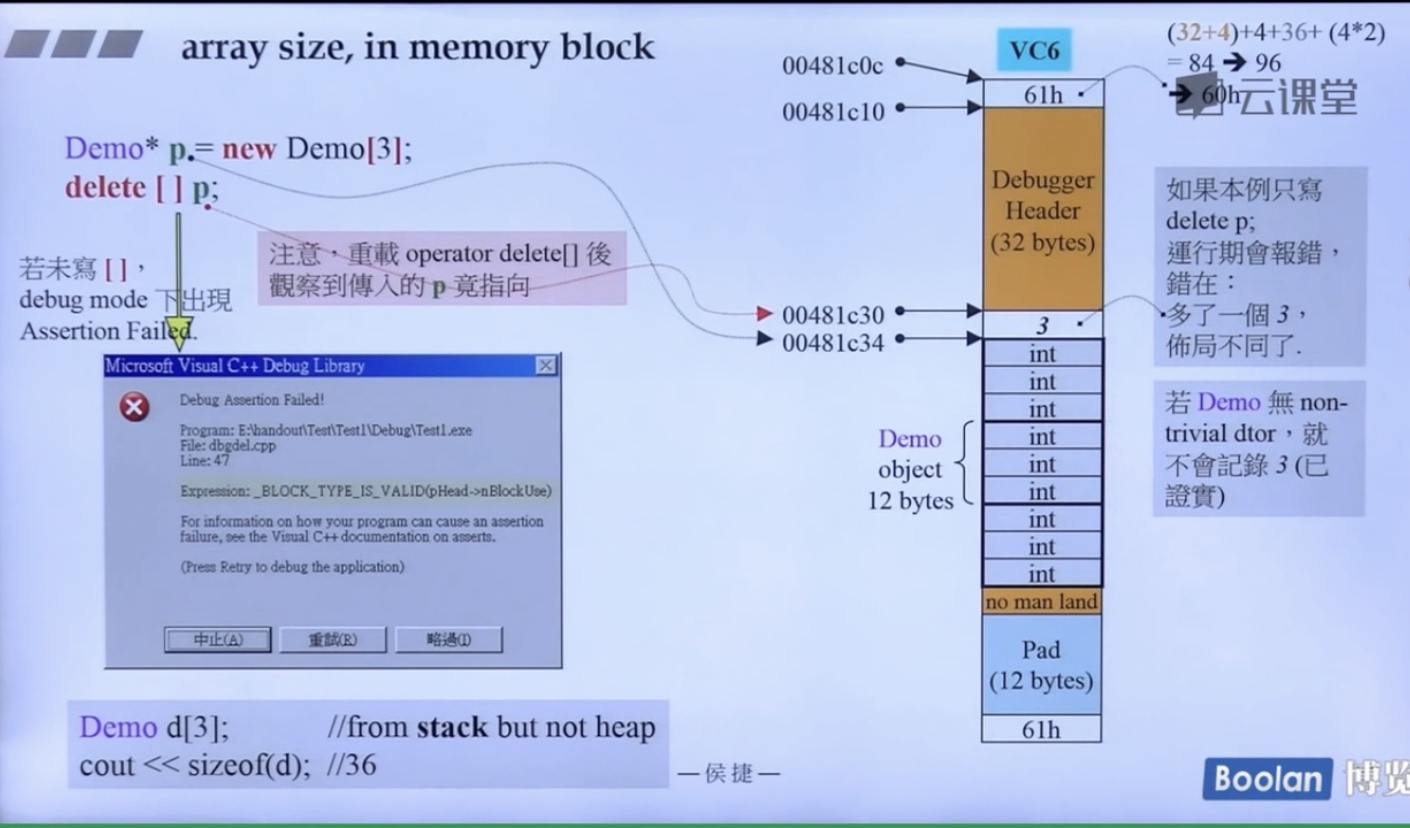 array size, in memory block
Demo* p = new Demo[3];
delete [ ] p;
若未寫 [ ]，
debug mode 下出現
Assertion Failed.
注意，重載 operator delete[] 後
觀察到傳入的 p 竟指向
Microsoft Visual C++ Debug Library
Debug Assertion Failed!
Program: E:\handout\Test\Test1\Debug\Test1.exe
File: dbgdel.cpp
Line: 47
Expression: _BLOCK_TYPE_IS_VALID(pHead->nBlockUse)
For information on how your program can cause an assertion
failure, see the Visual C++ documentation on asserts.
(Press Retry to debug the application)
中止(A)
重試(R)
略過(I)
Demo d[3]; //from stack but not heap
cout << sizeof(d); //36
—侯捷—
00481c0c
00481c10
00481c30
00481c34
Demo
object
12 bytes
VC6
61h
Debugger
Header
(32 bytes)
3
int
int
int
int
int
int
int
int
int
no man land
Pad
(12 bytes)
61h
(32+4)+4+36+ (4*2)
= 84 ➔ 96
➔ 60h
云课堂
如果本例只寫
delete p;
運行期會報錯，
錯在：
多了一個 3，
佈局不同了.
若 Demo 無 non-
trivial dtor，就
不會記錄 3 (已
證實)
Boolan 博览